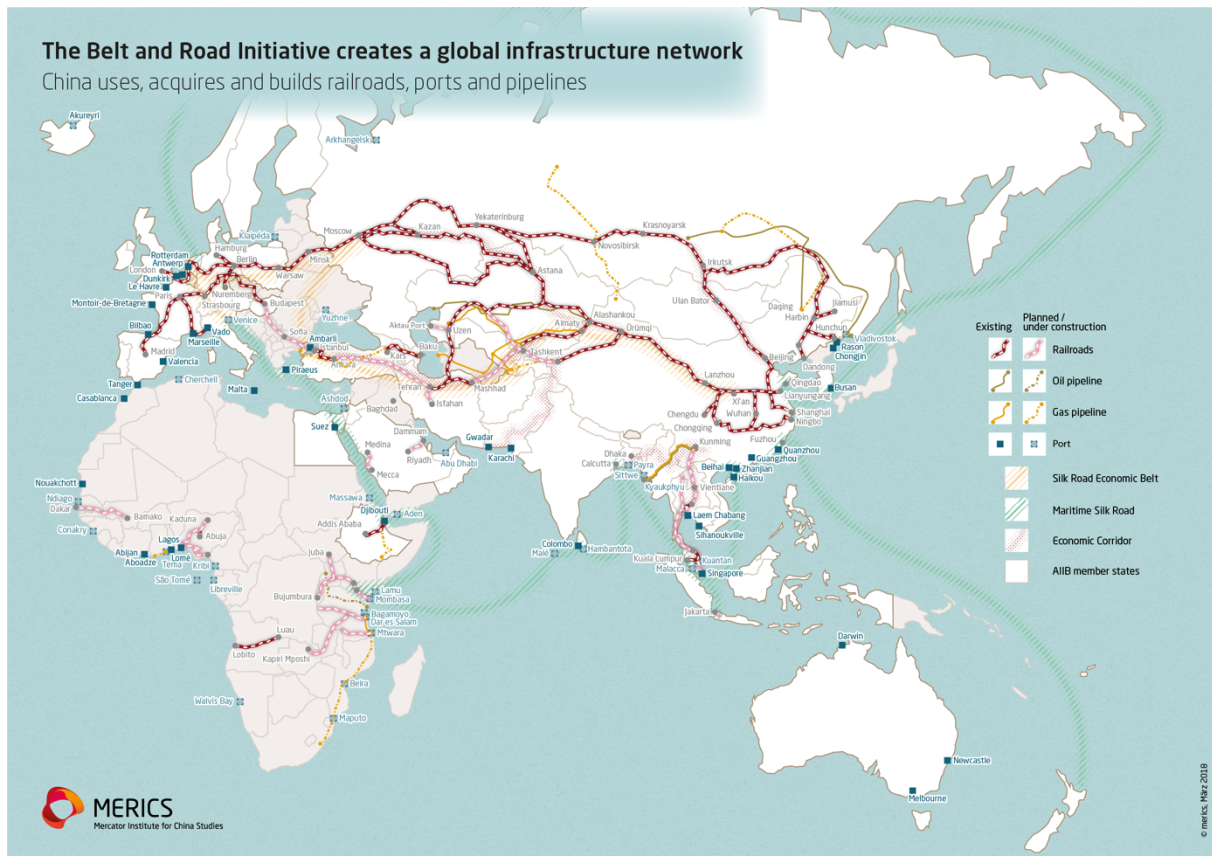 The Belt and Road Initiative creates a global infrastructure network
China uses, acquires and builds railroads, ports and pipelines
Akureyri
Arkhangelsk
Yekaterinburg
Krasnoyarsk
Kazan
Moscow
Novosibirsk
Klaipėda
Hamburg
Rotterdam
Antwerp
Berlin
Minsk
London
Warsaw
Dunkirk
Le Havre
Irkutsk
Astana
Paris
Nuremberg
Strasbourg
Budapest
Montoir-de-Bretagne
Ulan Bator
Daqing
Jiamusi
Harbin
Alashankou
Yuzhne
Venice
Aktau Port
Uzen
Almaty
Ürümqi
Bilbao
Vado
Marseille
Sofia
Ambarli
Istanbul
Hunchun
Vladivostok
Rason
Chongjin
Baku
Kars
Tashkent
Madrid
Valencia
Ankara
Beijing
Dandong
Piraeus
Tanger
Cherchell
Malta
Tehran
Mashhad
Lanzhou
Qingdao
Lianyungang
Busan
Casablanca
Ashdod
Baghdad
Isfahan
Xi'an
Wuhan
Shanghai
Ningbo
Chengdu
Chongqing
Suez
Dammam
Medina
Gwadar
Karachi
Kunming
Fuzhou
Quanzhou
Guangzhou
Riyadh
Abu Dhabi
Mecca
Dhaka
Calcutta
Payra
Sittwe
Kyaukphyu
Beihai
Zhanjian
Haikou
Vientiane
Nouakchott
Ndiago
Dakar
Massawa
Djibouti
Aden
Bamako
Kaduna
Addis Ababa
Laem Chabang
Sihanoukville
Conakry
Abuja
Lagos
Abijan
Lomé
Aboadze
Tema
Kribi
Juba
Colombo
Hambantota
Malé
Kuala Lumpur
Kuantan
Malacca
Singapore
São Tomé
Libreville
Bujumbura
Lamu
Mombasa
Bagamoyo
Dar es Salam
Mtwara
Jakarta
Luau
Lobito
Kapiri Mposhi
Darwin
Walvis Bay
Beira
Maputo
Newcastle
Melbourne
Existing
Planned /
under construction
Railroads
Oil pipeline
Gas pipeline
Port
Silk Road Economic Belt
Maritime Silk Road
Economic Corridor
AIIB member states
MERICS
Mercator Institute for China Studies
© merics, März 2018